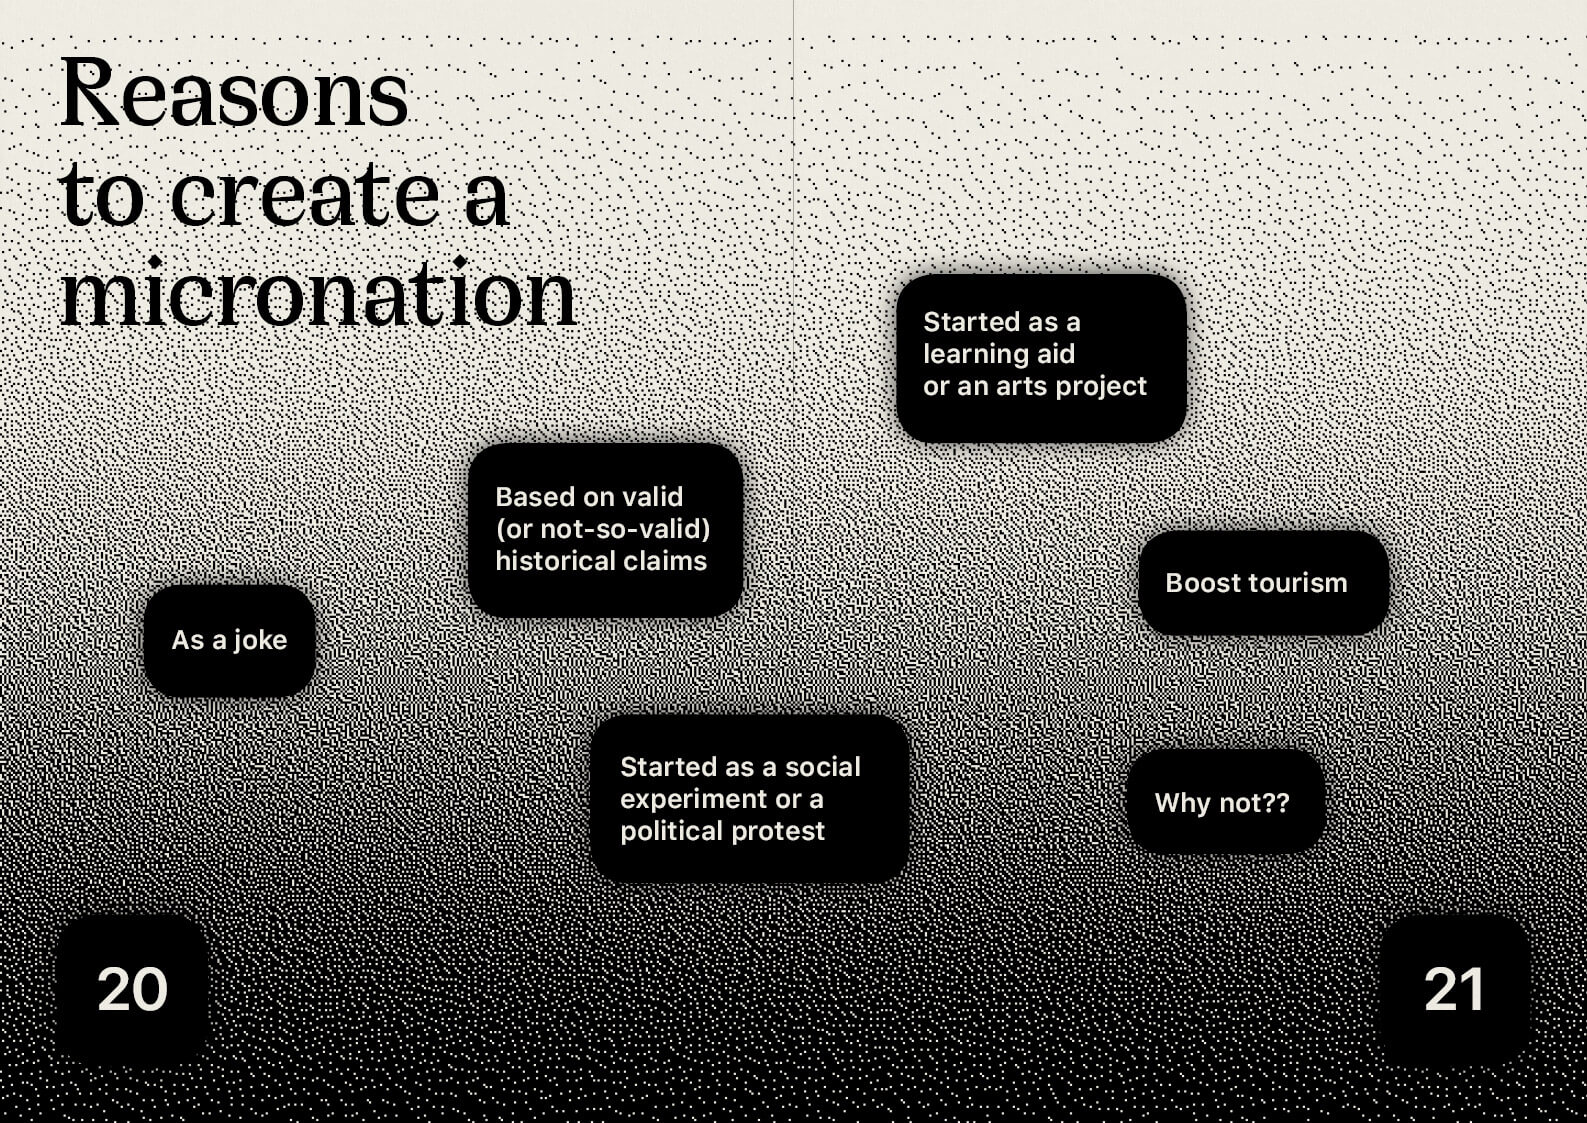 Reasons
to create a
micronation
Started as a
learning aid
or an arts project
Based on valid
(or not-so-valid)
historical claims
Boost tourism
As a joke
Started as a social
experiment or a
political protest
Why not??
20
21